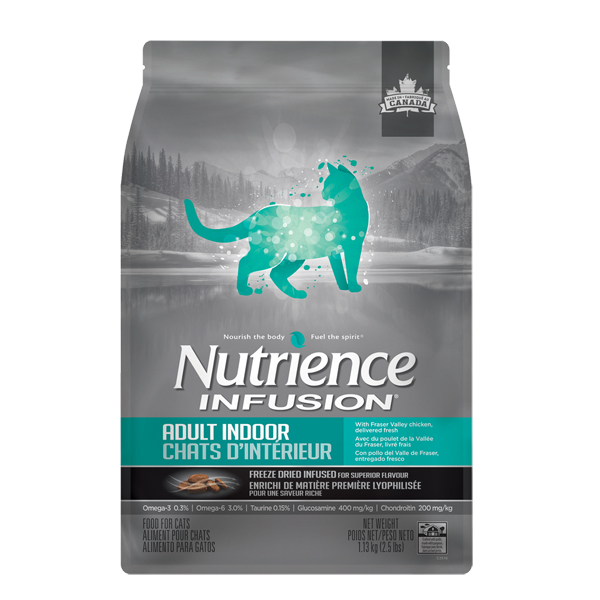 MADE IN • FABRIQUÉ AU
CANADA
Nourish the body Fuel the spirit®
Nutrience
INFUSION®
ADULT INDOOR
CHATS D'INTÉRIEUR
With Fraser Valley chicken,
delivered fresh
Avec du poulet de la Vallée
du Fraser, livré frais
Con pollo del Valle de Fraser,
entregado fresco
FREEZE DRIED INFUSED FOR SUPERIOR FLAVOUR
ENRICHI DE MATIÈRE PREMIÈRE LYOPHILISÉE
POUR UNE SAVEUR RICHE
Omega-3 0.3% | Omega-6 3.0% | Taurine 0.15% | Glucosamine 400 mg/kg | Chondroitin 200 mg/kg
FOOD FOR CATS
ALIMENT POUR CHATS
ALIMENTO PARA GATOS
NET WEIGHT
POIDS NET/PESO NETO
1.13 kg (2.5 lbs)